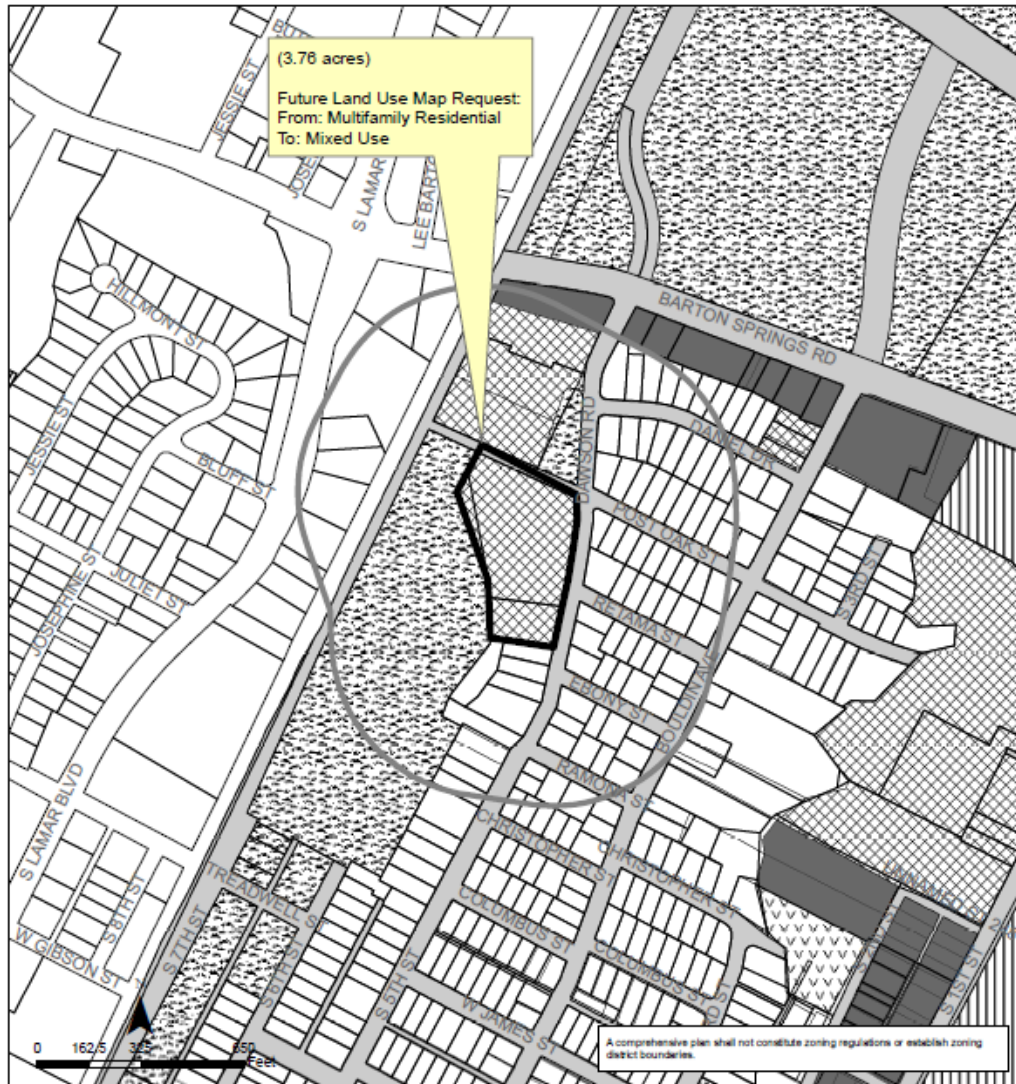 (3.76 acres)
Future Land Use Map Request:
From: Multifamily Residential
To: Mixed Use
JESSIE ST
S LAMAR
LEE BARTO
HILLMONT ST
BARTON SPRINGS RD
JESSIE ST
BLUFF ST
DAWSON RD
DANIEL DR
POST OAK ST
S 3RD ST
JULIET ST
JOSEPHINE ST
RETAMA ST
EBONY ST
BOULDIN AVE
RAMONA ST
S LAMAR BLVD
CHRISTOPHER ST
CHRISTOPHER ST
TREADWELL ST
COLUMBUS ST
COLUMBUS ST
S 8TH ST
W GIBSON ST
S 7TH ST
S 6TH ST
S 5TH ST
W JAMES ST
S 1ST ST
0 162.5 325 650
Feet
A comprehensive plan shall not constitute zoning regulations or establish zoning
district boundaries.